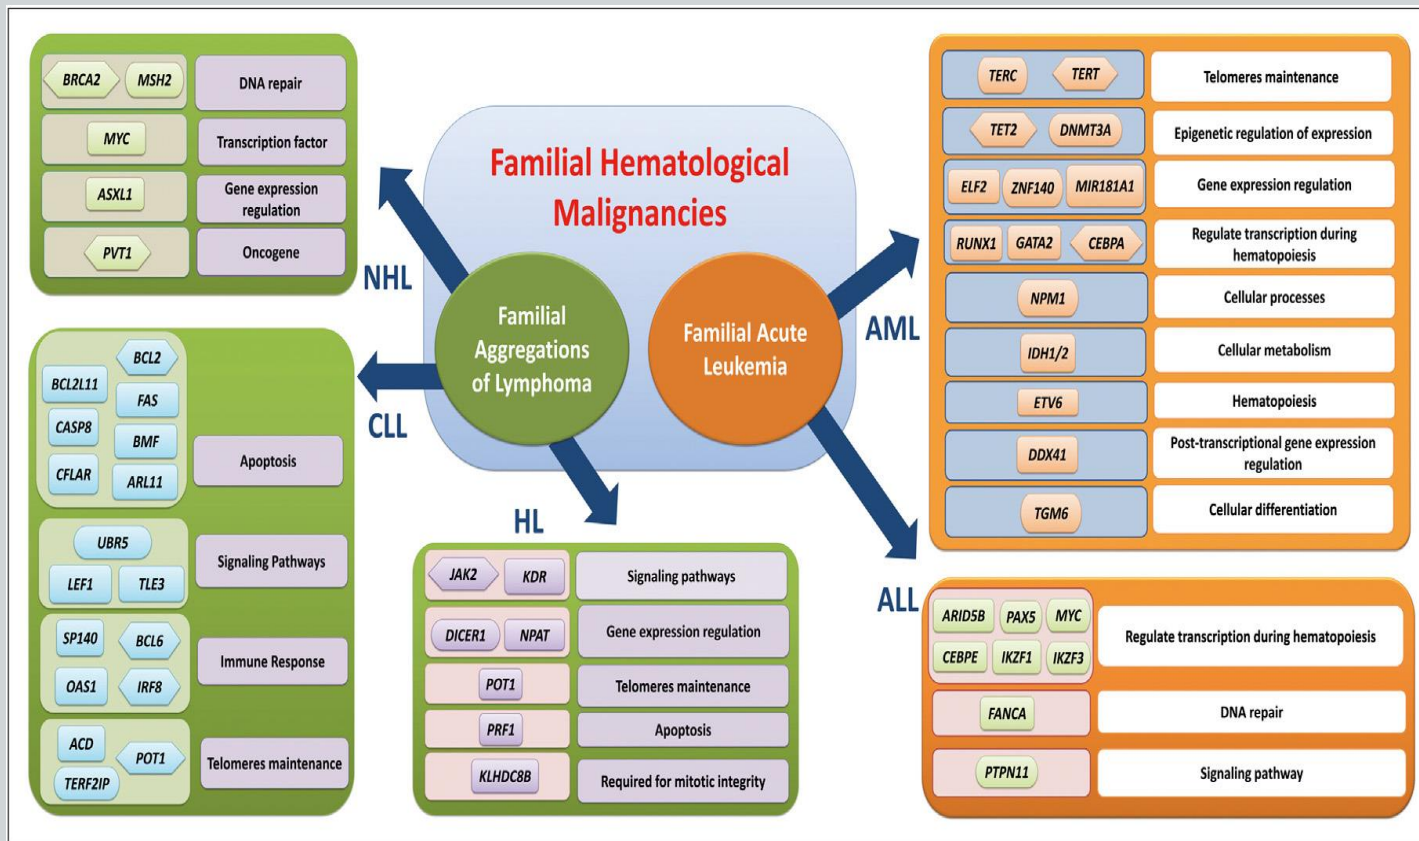 Familial Hematological
Malignancies
Familial
Aggregations
of Lymphoma
Familial Acute
Leukemia
NHL
BRCA2 MSH2 DNA repair
MYC Transcription factor
ASXL1 Gene expression
regulation
PVT1 Oncogene
CLL
BCL2
BCL2L11
FAS
CASP8
BMF
CFLAR
ARL11
Apoptosis
UBR5
LEF1 TLE3
Signaling Pathways
SP140 BCL6
OAS1 IRF8
Immune Response
ACD
POT1
TERF2IP
Telomeres maintenance
HL
JAK2 KDR Signaling pathways
DICER1 NPAT Gene expression regulation
POT1 Telomeres maintenance
PRF1 Apoptosis
KLHDC8B Required for mitotic integrity
AML
TERC TERT Telomeres maintenance
TET2 DNMT3A Epigenetic regulation of expression
ELF2 ZNF140 MIR181A1 Gene expression regulation
RUNX1 GATA2 CEBPA Regulate transcription during
hematopoiesis
NPM1 Cellular processes
IDH1/2 Cellular metabolism
ETV6 Hematopoiesis
DDX41 Post-transcriptional gene expression
regulation
TGM6 Cellular differentiation
ALL
ARID5B PAX5 MYC
CEBPE IKZF1 IKZF3
Regulate transcription during hematopoiesis
FANCA DNA repair
PTPN11 Signaling pathway